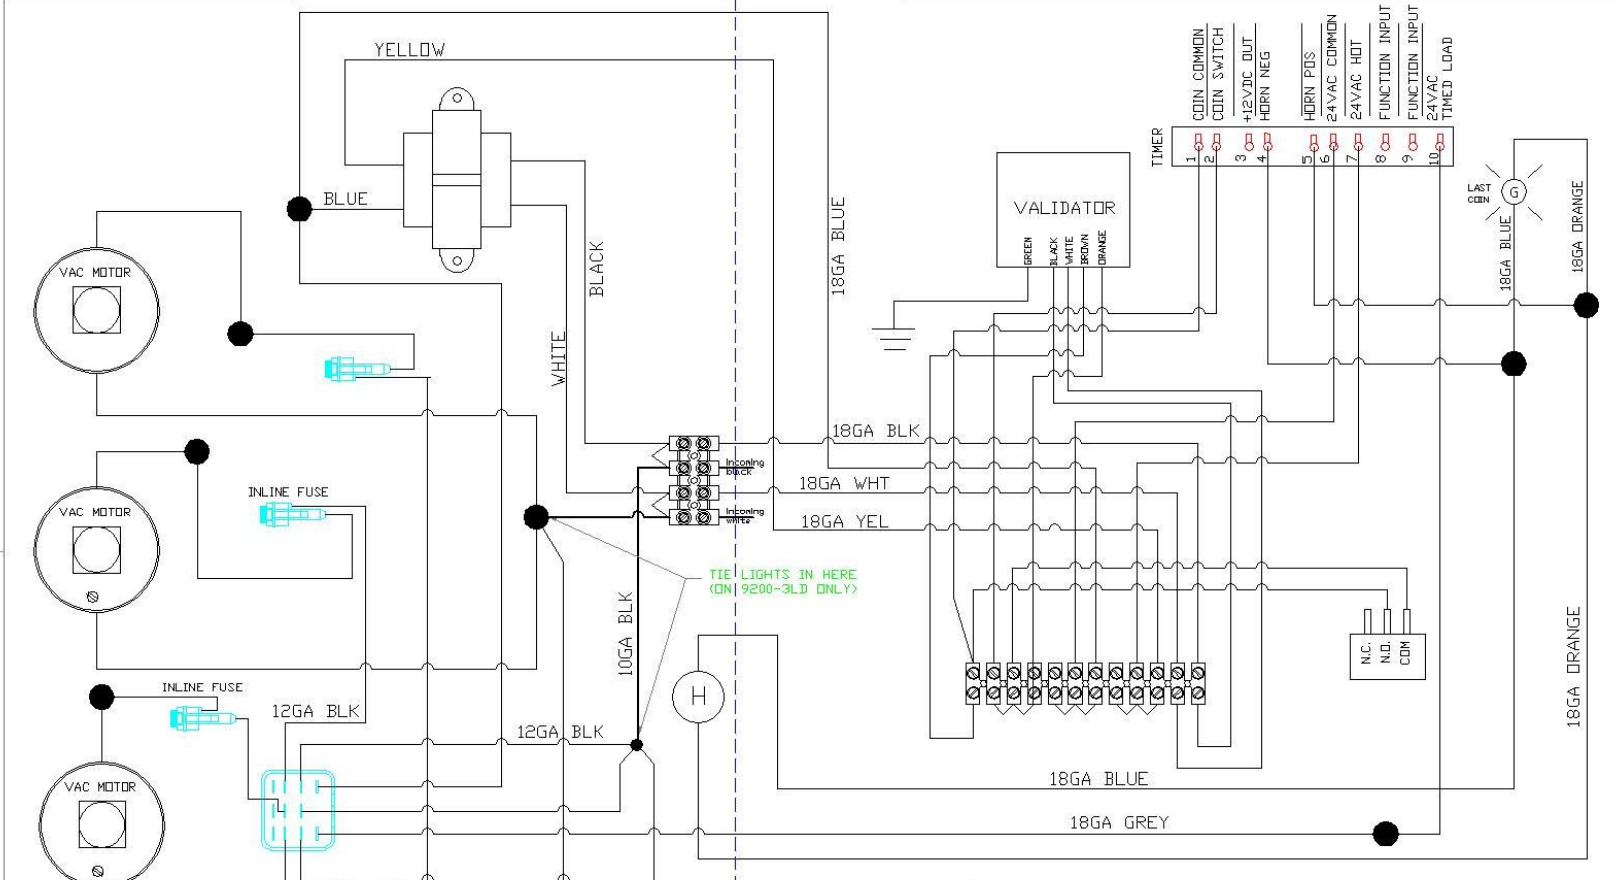 YELLOW
BLUE
BLACK
WHITE
18GA BLUE
VAC MOTOR
INLINE FUSE
VAC MOTOR
INLINE FUSE
12GA BLK
VAC MOTOR
12GA BLK
10GA BLK
Incoming
black
Incoming
white
TIE LIGHTS IN HERE
(ON 9200-3LD ONLY)
H
18GA BLK
18GA WHT
18GA YEL
VALIDATOR
GREEN
BLACK
WHITE
BROWN
ORANGE
TIMER
COIN COMMON
COIN SWITCH
+12VDC OUT
HORN NEG
HORN POS
24VAC COMMON
24VAC HOT
FUNCTION INPUT
FUNCTION INPUT
24VAC
TIMED LOAD
1
2
3
4
5
6
7
8
9
10
LAST
COIN
G
18GA BLUE
18GA ORANGE
N.C.
N.O.
COM
18GA ORANGE
18GA BLUE
18GA GREY